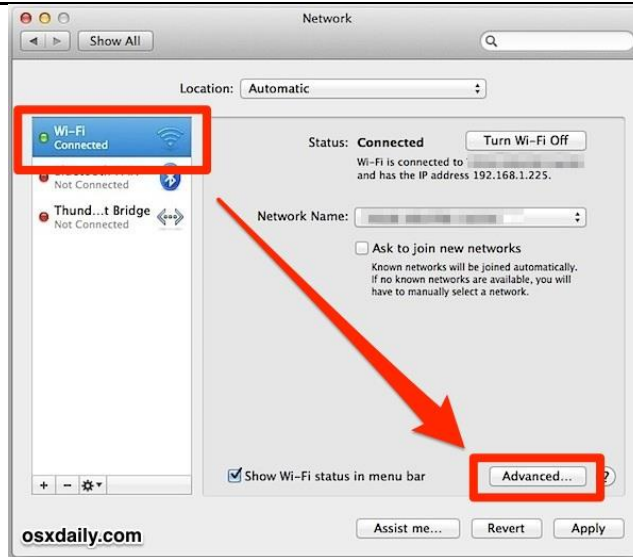 Network
Show All
Location: Automatic
Wi-Fi
Connected
Not Connected
Thund...t Bridge
Not Connected
Status: Connected
Turn Wi-Fi Off
Wi-Fi is connected to
and has the IP address 192.168.1.225.
Network Name:
Ask to join new networks
Known networks will be joined automatically.
If no known networks are available, you will
have to manually select a network.
Show Wi-Fi status in menu bar
Advanced...
?
osxdaily.com
Assist me...
Revert
Apply